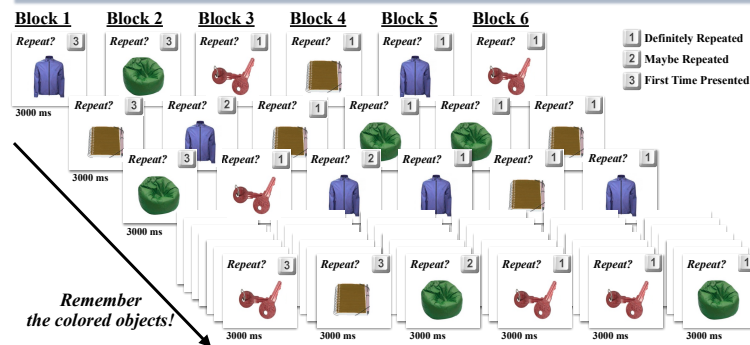 Block 1 Block 2 Block 3 Block 4 Block 5 Block 6
Repeat? 3 Repeat? 3 Repeat? 1 Repeat? 1 Repeat? 1 Repeat? 1
1 Definitely Repeated
2 Maybe Repeated
3 First Time Presented
3000 ms
Repeat? 3 Repeat? 2 Repeat? 1 Repeat? 1 Repeat? 1 Repeat? 1
3000 ms
Repeat? 3 Repeat? 1 Repeat? 2 Repeat? 1 Repeat? 1 Repeat? 1
3000 ms
Repeat? 3 Repeat? 3 Repeat? 2 Repeat? 1 Repeat? 1 Repeat? 1
Remember
the colored objects!
3000 ms 3000 ms 3000 ms 3000 ms 3000 ms 3000 ms